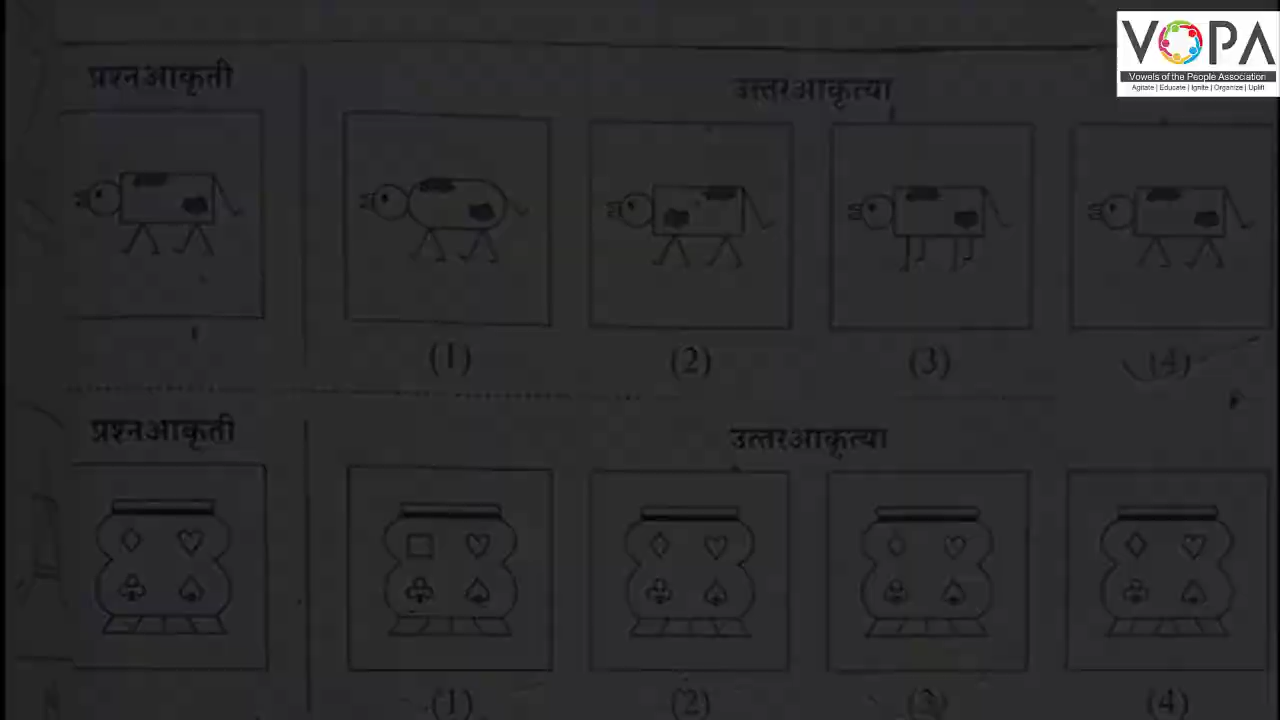 VOPA
Vowels of the People Association
Agitate | Educate | Ignite | Organize | Uplift
प्रश्नआकृती
उत्तरआकृत्या
(1) (2) (3) (4)
प्रश्नआकृती
उत्तरआकृत्या
(1) (2) (3) (4)